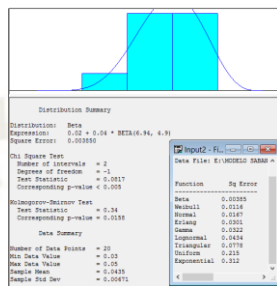 Distribution Summary
Distribution: Beta
Expression: 0.02 + 0.04 * BETA(6.94, 4.9)
Square Error: 0.003850
Chi Square Test
Number of intervals = 2
Degrees of freedom = -1
Test Statistic = 0.0817
Corresponding p-value < 0.005
Kolmogorov-Smirnov Test
Test Statistic = 0.34
Corresponding p-value = 0.0158
Data Summary
Number of Data Points = 20
Min Data Value = 0.03
Max Data Value = 0.05
Sample Mean = 0.0435
Sample Std Dev = 0.00671
Input2 - Fi...
Data File: E:\MODELO SABAN
Function Sq Error
Beta 0.00385
Weibull 0.0116
Normal 0.0167
Erlang 0.0301
Gamma 0.0322
Lognormal 0.0434
Triangular 0.0778
Uniform 0.215
Exponential 0.312